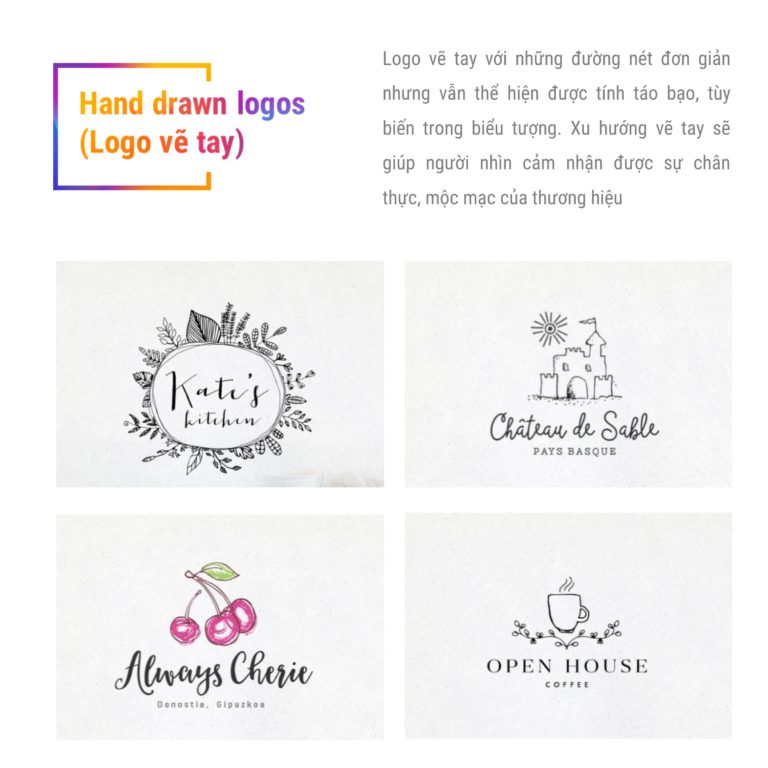 Hand drawn logos
(Logo vẽ tay)
Logo vẽ tay với những đường nét đơn giản
nhưng vẫn thể hiện được tính táo bạo, tùy
biến trong biểu tượng. Xu hướng vẽ tay sẽ
giúp người nhìn cảm nhận được sự chân
thực, mộc mạc của thương hiệu
Kate's
kitchen
Château de Sable
PAYS BASQUE
Always Cherie
Donostia, Gipuzkoa
OPEN HOUSE
COFFEE